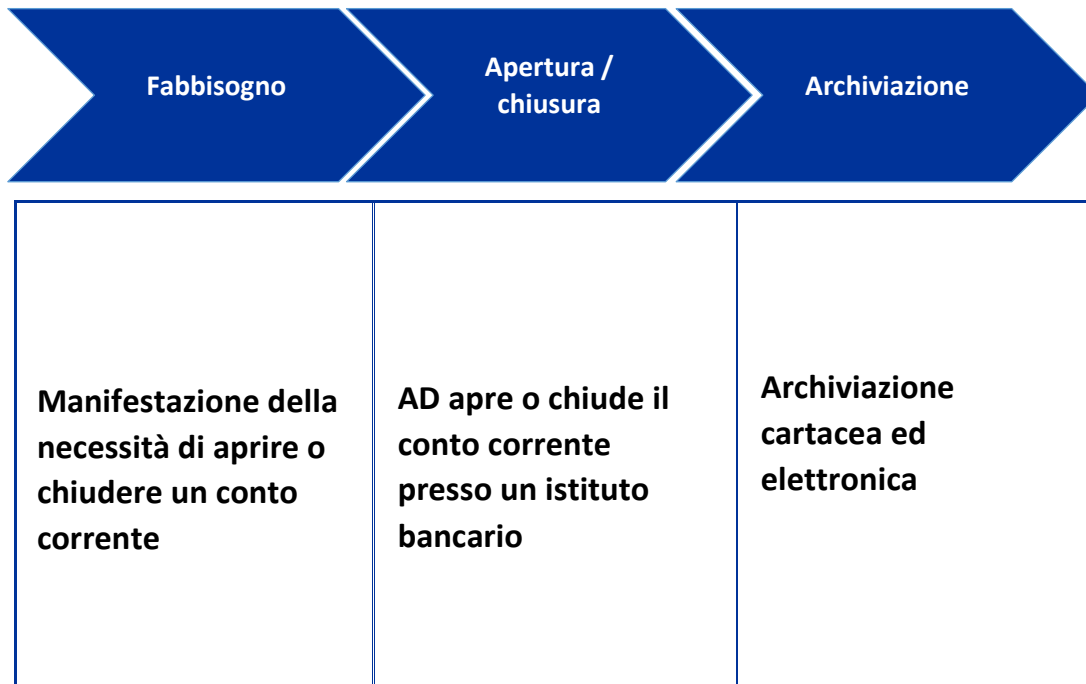 Fabbisogno
Apertura /
chiusura
Archiviazione
Manifestazione della
necessità di aprire o
chiudere un conto
corrente
AD apre o chiude il
conto corrente
presso un istituto
bancario
Archiviazione
cartacea ed
elettronica